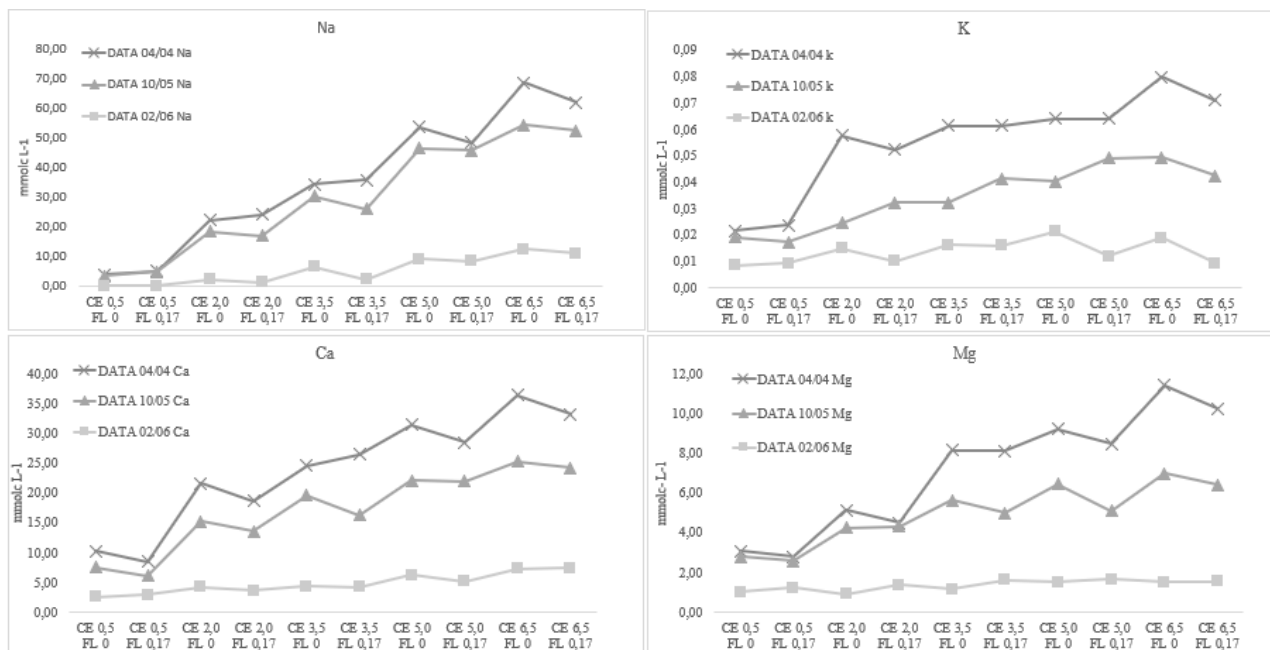 Na
DATA 04/04 Na
DATA 10/05 Na
DATA 02/06 Na
mmolc L-1
80,00
70,00
60,00
50,00
40,00
30,00
20,00
10,00
0,00
CE 0,5 CE 0,5 CE 2,0 CE 2,0 CE 3,5 CE 3,5 CE 5,0 CE 5,0 CE 6,5 CE 6,5
FL 0 FL 0,17 FL 0 FL 0,17 FL 0 FL 0,17 FL 0 FL 0,17 FL 0 FL 0,17
K
DATA 04/04 k
DATA 10/05 k
DATA 02/06 k
mmolc L-1
0,09
0,08
0,07
0,06
0,05
0,04
0,03
0,02
0,01
0,00
CE 0,5 CE 0,5 CE 2,0 CE 2,0 CE 3,5 CE 3,5 CE 5,0 CE 5,0 CE 6,5 CE 6,5
FL 0 FL 0,17 FL 0 FL 0,17 FL 0 FL 0,17 FL 0 FL 0,17 FL 0 FL 0,17
Ca
DATA 04/04 Ca
DATA 10/05 Ca
DATA 02/06 Ca
mmolc L-1
40,00
35,00
30,00
25,00
20,00
15,00
10,00
5,00
0,00
CE 0,5 CE 0,5 CE 2,0 CE 2,0 CE 3,5 CE 3,5 CE 5,0 CE 5,0 CE 6,5 CE 6,5
FL 0 FL 0,17 FL 0 FL 0,17 FL 0 FL 0,17 FL 0 FL 0,17 FL 0 FL 0,17
Mg
DATA 04/04 Mg
DATA 10/05 Mg
DATA 02/06 Mg
mmolc- L-1
12,00
10,00
8,00
6,00
4,00
2,00
0,00
CE 0,5 CE 0,5 CE 2,0 CE 2,0 CE 3,5 CE 3,5 CE 5,0 CE 5,0 CE 6,5 CE 6,5
FL 0 FL 0,17 FL 0 FL 0,17 FL 0 FL 0,17 FL 0 FL 0,17 FL 0 FL 0,17